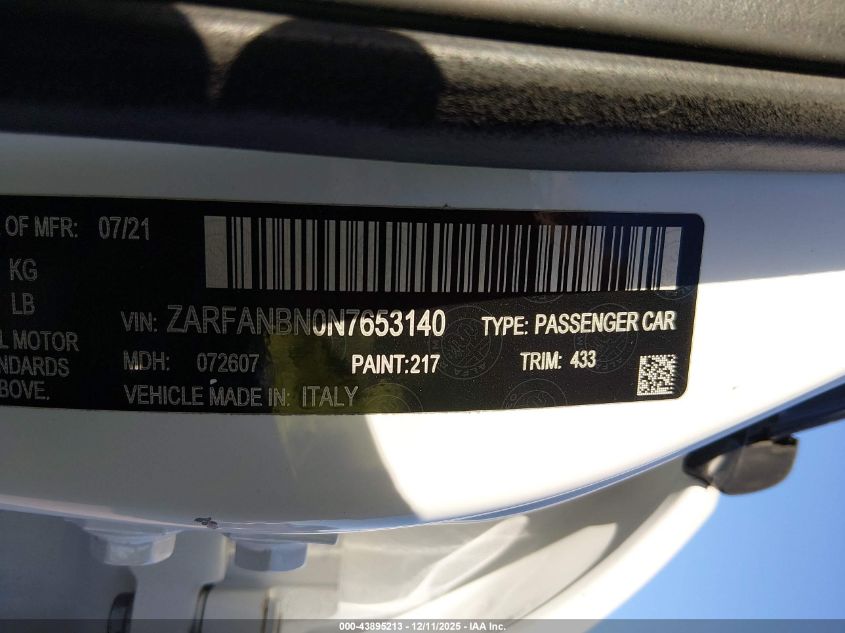 OF MFR: 07/21
KG
LB
VIN: ZARFANBN0N7653140 TYPE: PASSENGER CAR
MOTOR
MDH: 072607 PAINT:217 TRIM: 433
BOVE.
VEHICLE MADE IN: ITALY
000-43895213 - 12/11/2025 - IAA Inc.